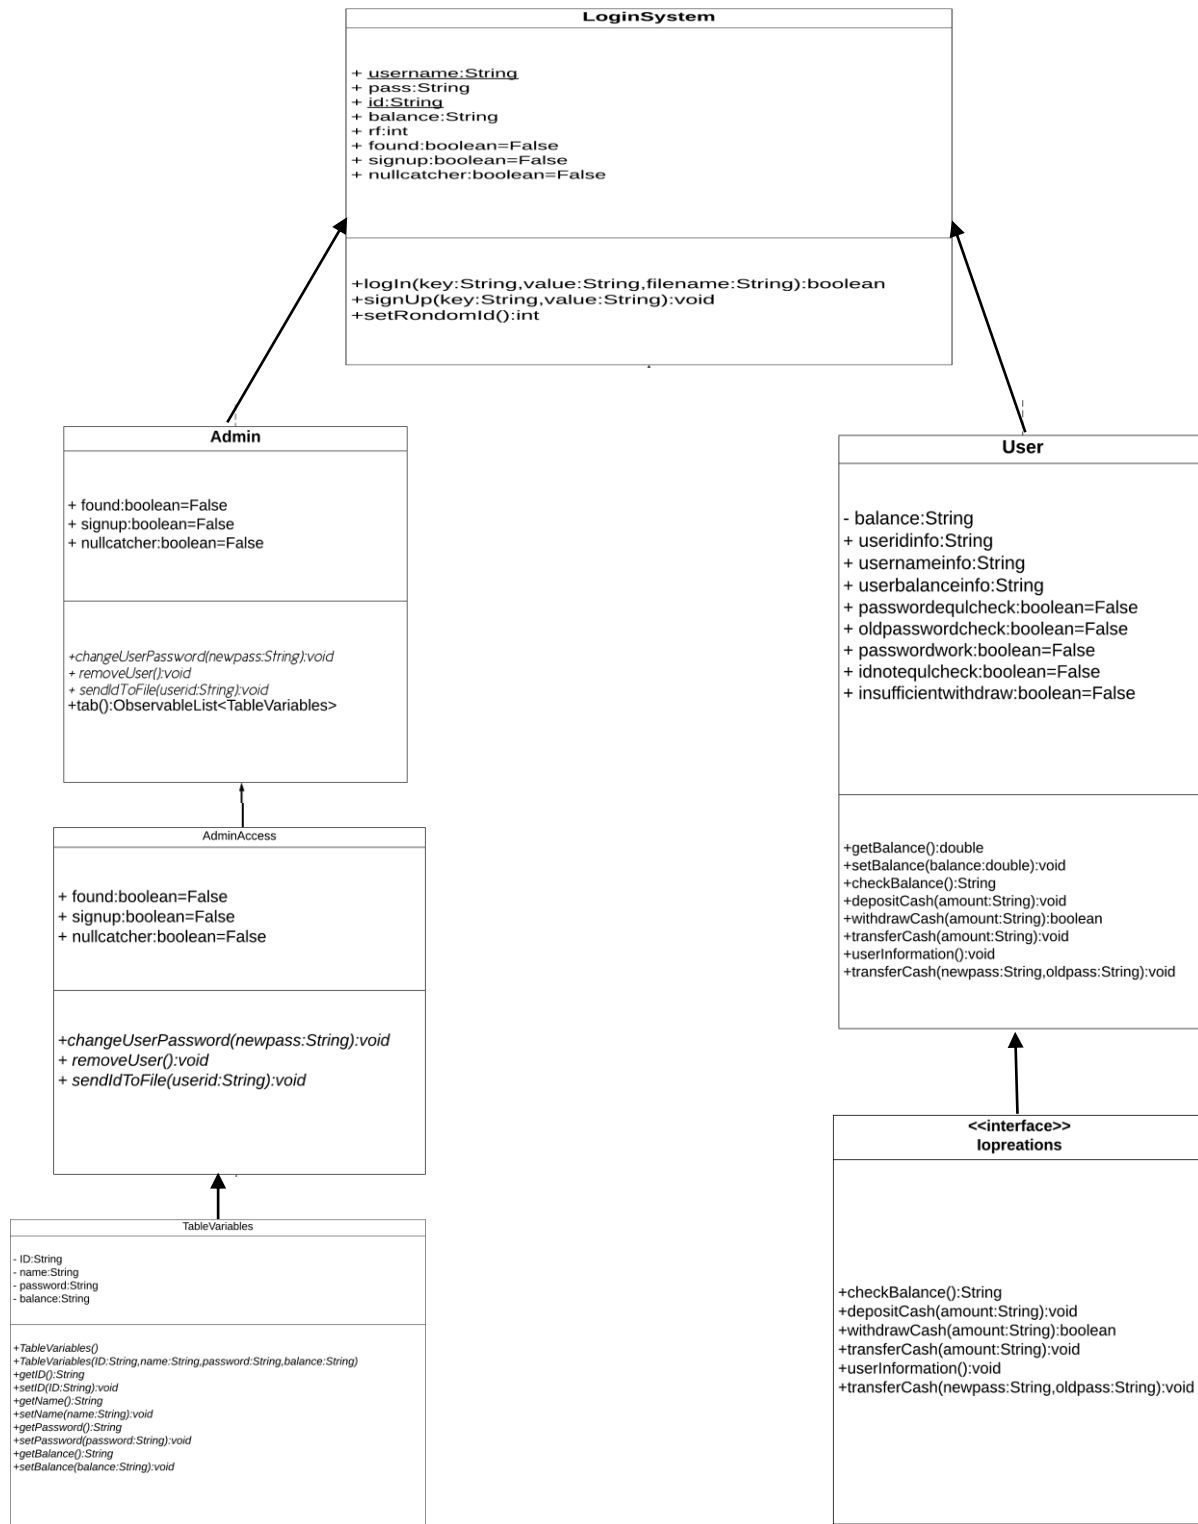 LoginSystem
+ username:String
+ pass:String
+ id:String
+ balance:String
+ rf:int
+ found:boolean=False
+ signup:boolean=False
+ nullcatcher:boolean=False
+logIn(key:String,value:String,filename:String):boolean
+signUp(key:String,value:String):void
+setRondomId():int
Admin
+ found:boolean=False
+ signup:boolean=False
+ nullcatcher:boolean=False
+changeUserPassword(newpass:String):void
+ removeUser():void
+ sendIdToFile(userid:String):void
+tab():ObservableList<TableVariables>
User
- balance:String
+ useridinfo:String
+ usernameinfo:String
+ userbalanceinfo:String
+ passwordequlcheck:boolean=False
+ oldpasswordcheck:boolean=False
+ passwordwork:boolean=False
+ idnotequlcheck:boolean=False
+ insufficientwithdraw:boolean=False
+getBalance():double
+setBalance(balance:double):void
+checkBalance():String
+depositCash(amount:String):void
+withdrawCash(amount:String):boolean
+transferCash(amount:String):void
+userInformation():void
+transferCash(newpass:String,oldpass:String):void
AdminAccess
+ found:boolean=False
+ signup:boolean=False
+ nullcatcher:boolean=False
+changeUserPassword(newpass:String):void
+ removeUser():void
+ sendIdToFile(userid:String):void
<<interface>>
Iopreations
+checkBalance():String
+depositCash(amount:String):void
+withdrawCash(amount:String):boolean
+transferCash(amount:String):void
+userInformation():void
+transferCash(newpass:String,oldpass:String):void
TableVariables
- ID:String
- name:String
- password:String
- balance:String
+TableVariables()
+TableVariables(ID:String,name:String,password:String,balance:String)
+getID():String
+setID(ID:String):void
+getName():String
+setName(name:String):void
+getPassword():String
+setPassword(password:String):void
+getBalance():String
+setBalance(balance:String):void